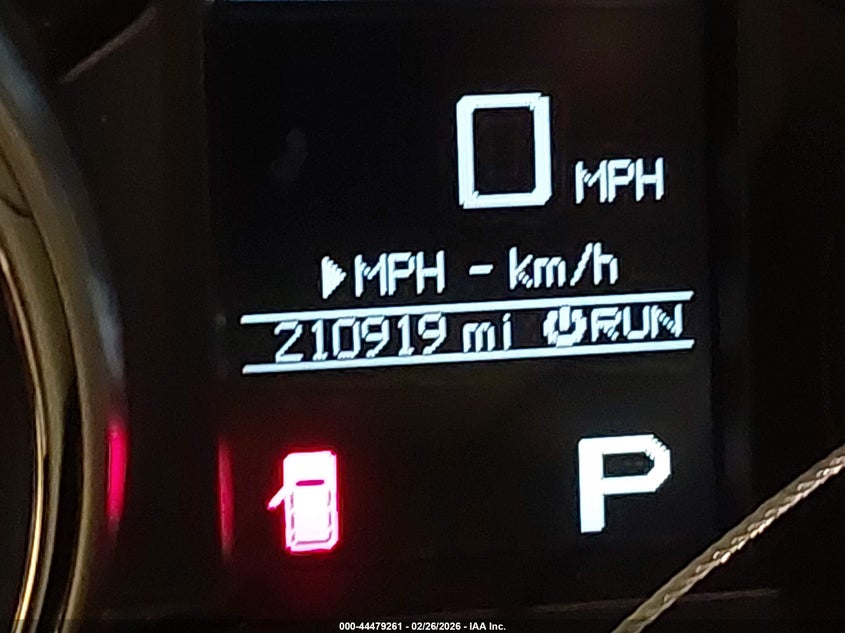 0 MPH
▶MPH - km/h
210919 mi ⏻RUN
P
000-44479261 - 02/26/2026 - IAA Inc.